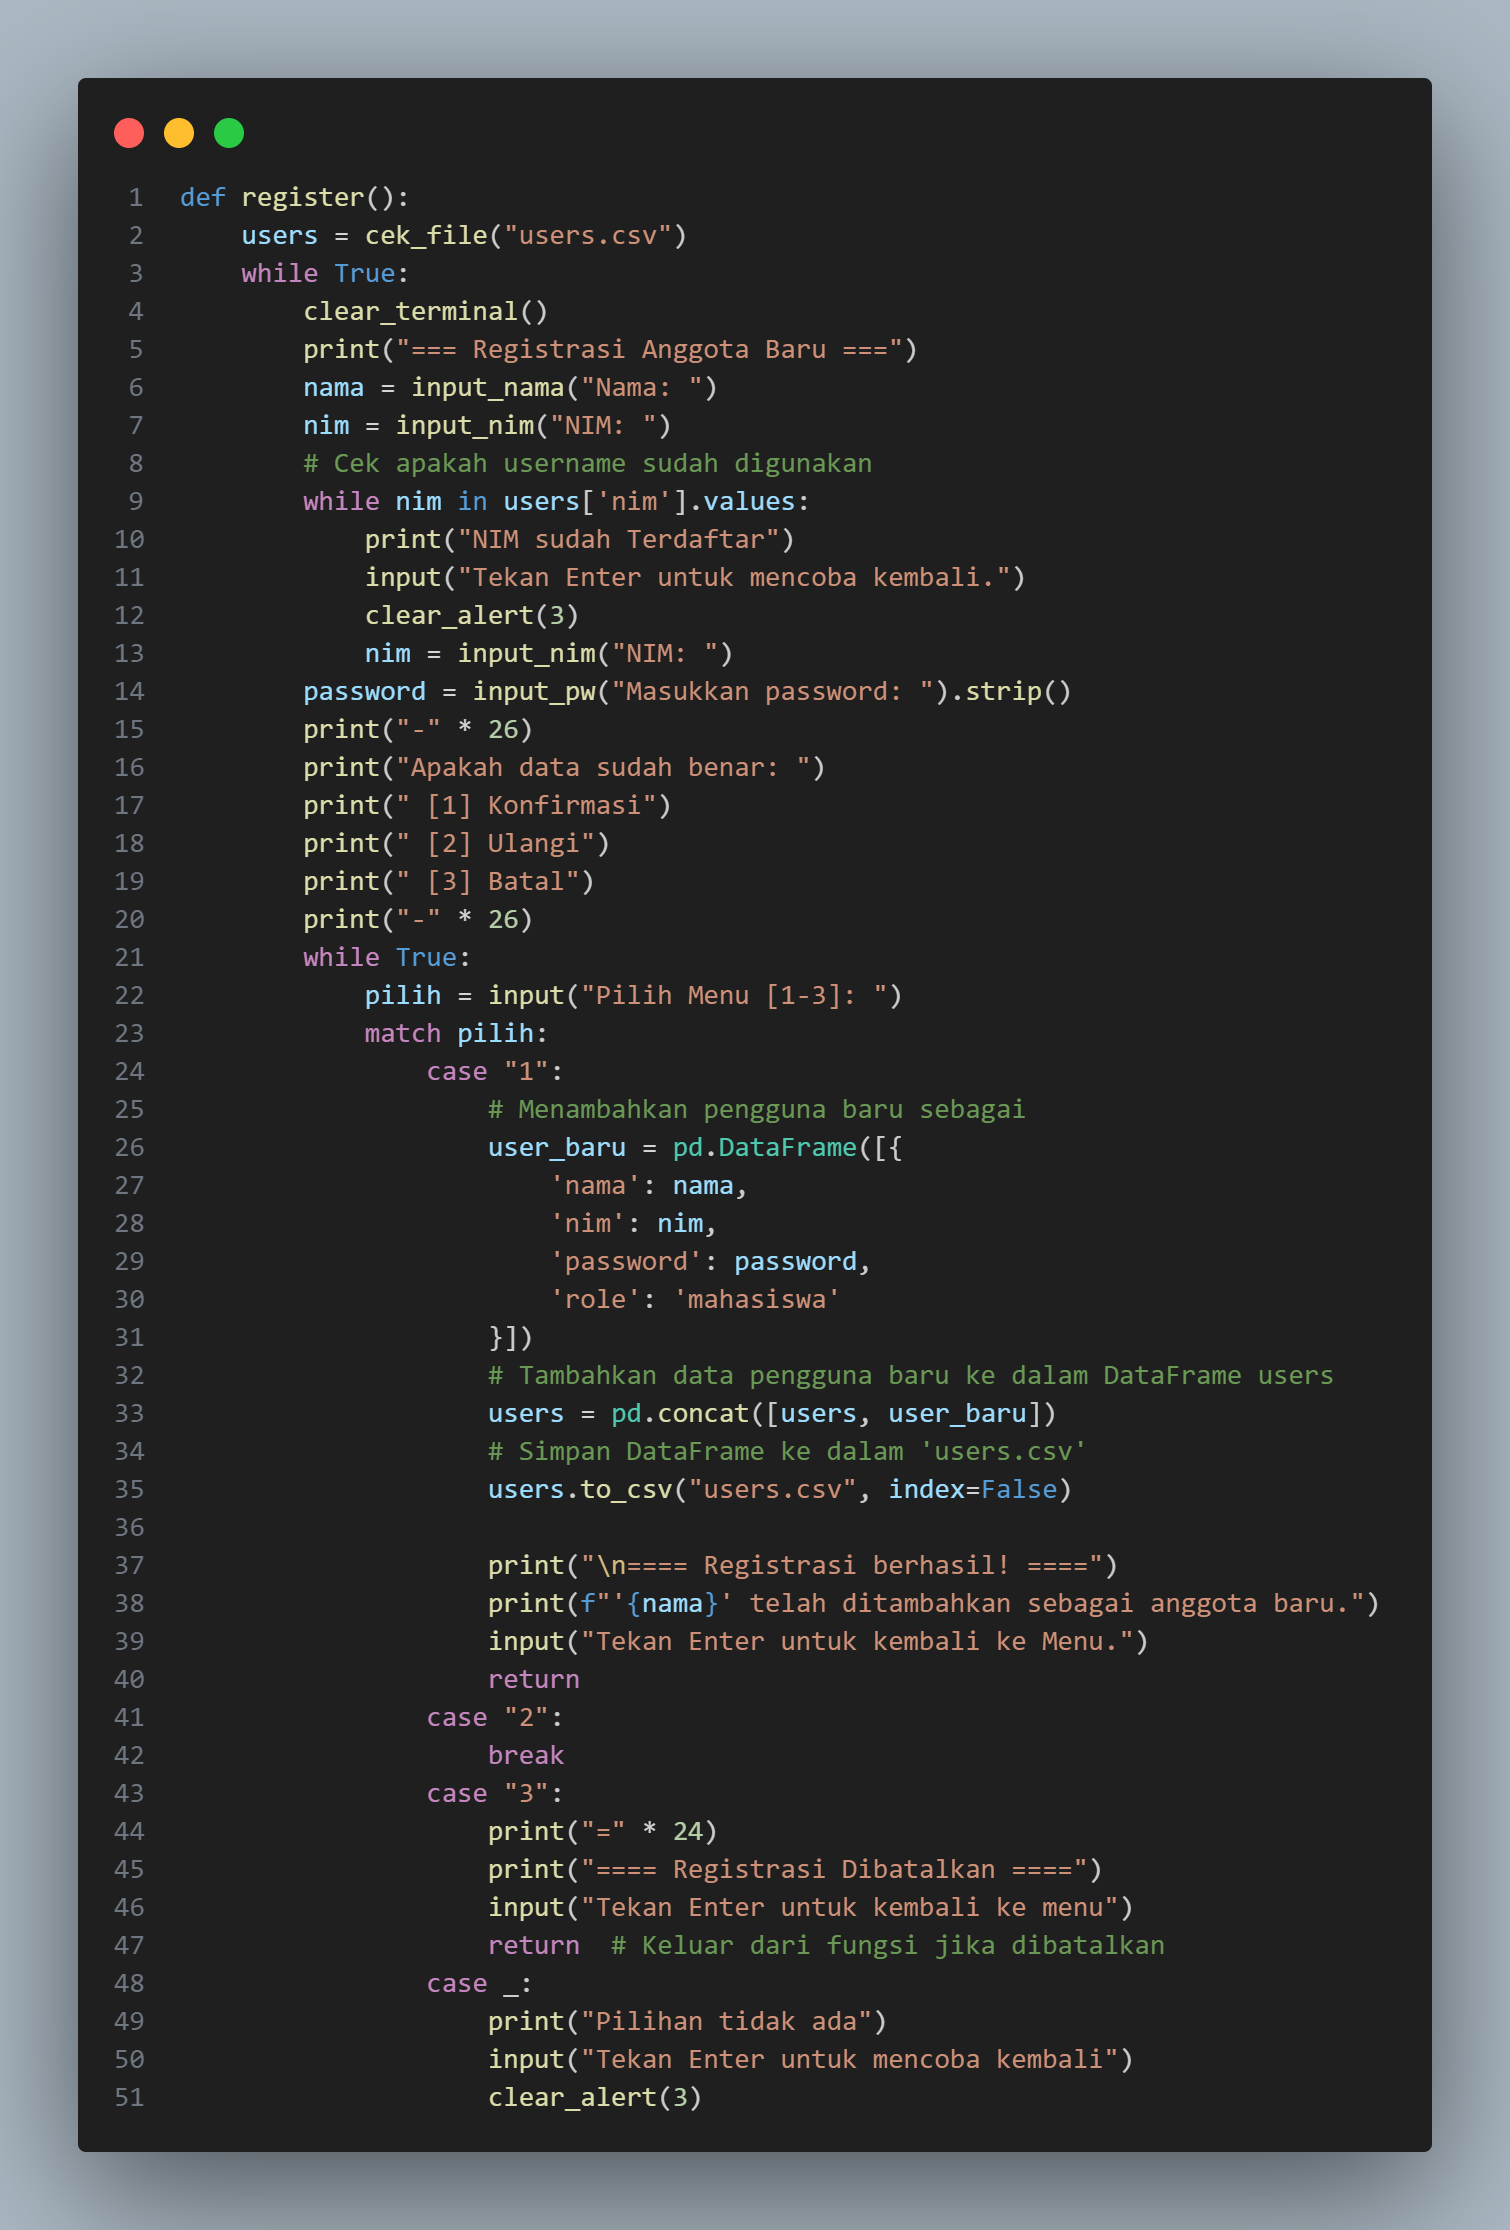 1 def register():
2     users = cek_file("users.csv")
3     while True:
4         clear_terminal()
5         print("=== Registrasi Anggota Baru ===")
6         nama = input_nama("Nama: ")
7         nim = input_nim("NIM: ")
8         # Cek apakah username sudah digunakan
9         while nim in users['nim'].values:
10             print("NIM sudah Terdaftar")
11             input("Tekan Enter untuk mencoba kembali.")
12             clear_alert(3)
13             nim = input_nim("NIM: ")
14         password = input_pw("Masukkan password: ").strip()
15         print("-" * 26)
16         print("Apakah data sudah benar: ")
17         print(" [1] Konfirmasi")
18         print(" [2] Ulangi")
19         print(" [3] Batal")
20         print("-" * 26)
21         while True:
22             pilih = input("Pilih Menu [1-3]: ")
23             match pilih:
24                 case "1":
25                     # Menambahkan pengguna baru sebagai
26                     user_baru = pd.DataFrame([{
27                         'nama': nama,
28                         'nim': nim,
29                         'password': password,
30                         'role': 'mahasiswa'
31                     }])
32                     # Tambahkan data pengguna baru ke dalam DataFrame users
33                     users = pd.concat([users, user_baru])
34                     # Simpan DataFrame ke dalam 'users.csv'
35                     users.to_csv("users.csv", index=False)
36
37                     print("\n==== Registrasi berhasil! ====")
38                     print(f"'{nama}' telah ditambahkan sebagai anggota baru.")
39                     input("Tekan Enter untuk kembali ke Menu.")
40                     return
41                 case "2":
42                     break
43                 case "3":
44                     print("=" * 24)
45                     print("==== Registrasi Dibatalkan ====")
46                     input("Tekan Enter untuk kembali ke menu")
47                     return  # Keluar dari fungsi jika dibatalkan
48                 case _:
49                     print("Pilihan tidak ada")
50                     input("Tekan Enter untuk mencoba kembali")
51                     clear_alert(3)